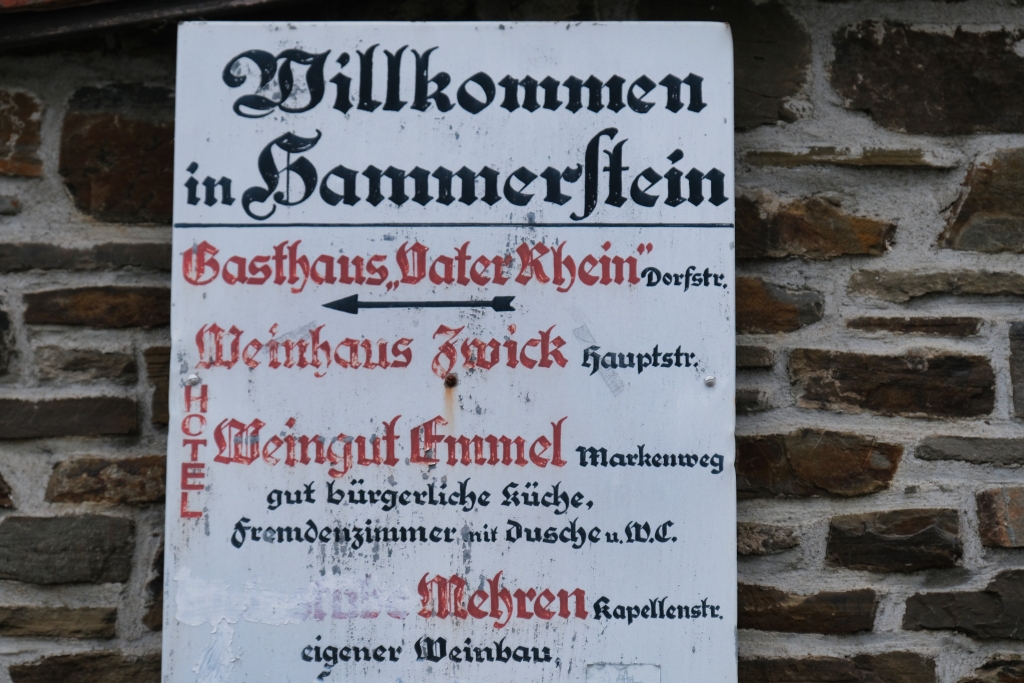 Willkommen
in Hammerstein
Gasthaus „Vater Rhein" Dorfstr.
Weinhaus Zwick Hauptstr.
HOTEL
Weingut Emmel Markenweg
gut bürgerliche Küche,
Fremdenzimmer mit Dusche u. W.C.
Mehren Kapellenstr.
eigener Weinbau,